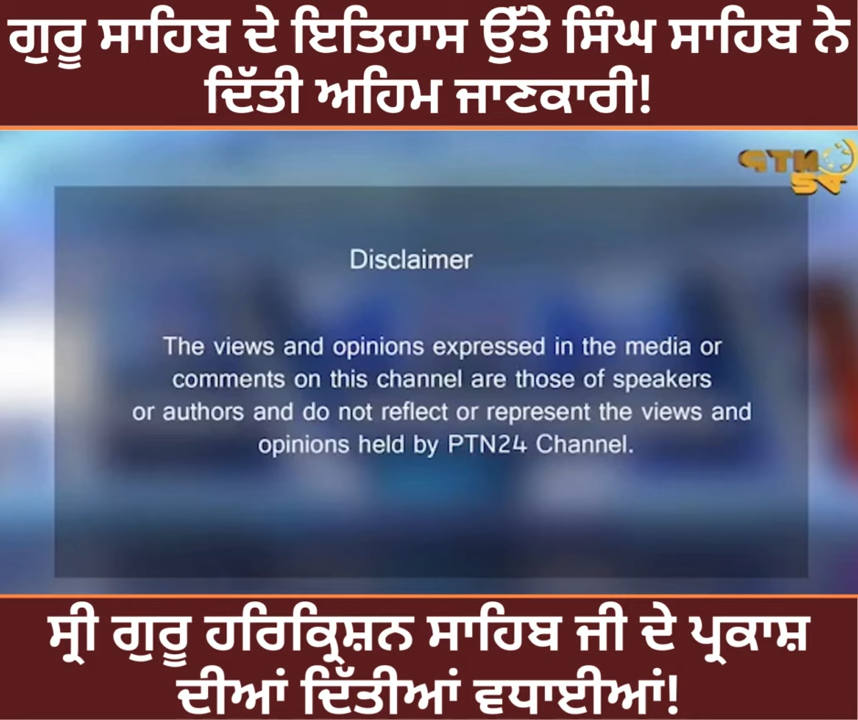 ਗੁਰੂ ਸਾਹਿਬ ਦੇ ਇਤਿਹਾਸ ਉੱਤੇ ਸਿੰਘ ਸਾਹਿਬ ਨੇ
ਦਿੱਤੀ ਅਹਿਮ ਜਾਣਕਾਰੀ!
PTN
24
Disclaimer
The views and opinions expressed in the media or
comments on this channel are those of speakers
or authors and do not reflect or represent the views and
opinions held by PTN24 Channel.
ਸ੍ਰੀ ਗੁਰੂ ਹਰਿਕ੍ਰਿਸ਼ਨ ਸਾਹਿਬ ਜੀ ਦੇ ਪ੍ਰਕਾਸ਼
ਦੀਆਂ ਦਿੱਤੀਆਂ ਵਧਾਈਆਂ!